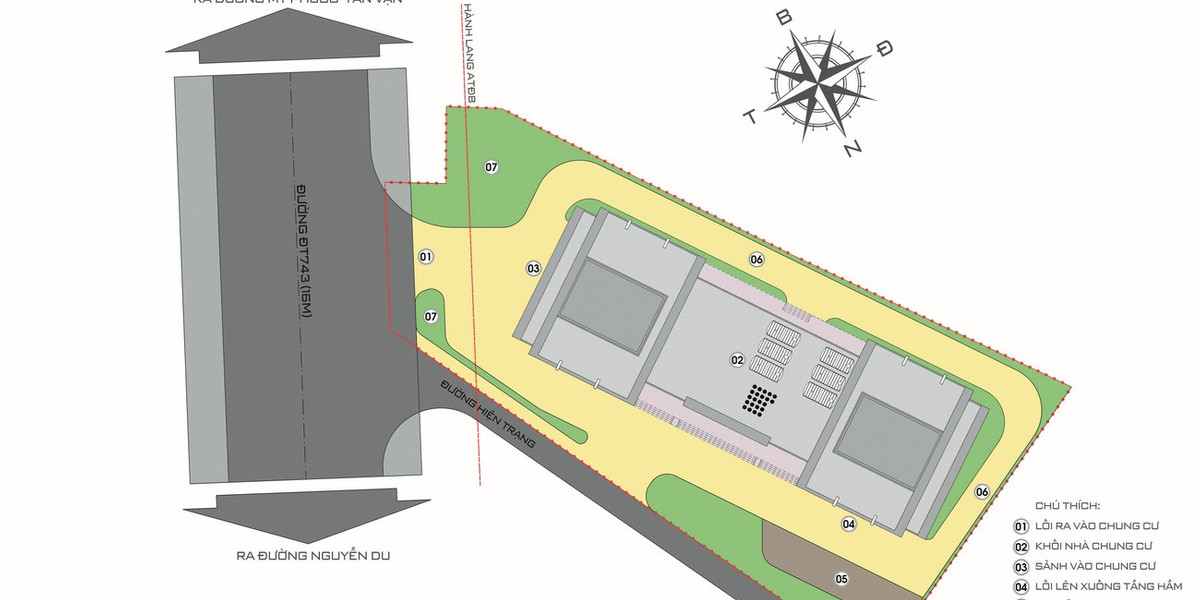 RA ĐƯỜNG MỸ PHƯỚC TÂN VẠN
HÀNH LANG ATĐB
B
Đ
T
N
07
01
03
06
ĐƯỜNG ĐT743 (16M)
07
02
ĐƯỜNG HIỆN TRẠNG
06
04
05
RA ĐƯỜNG NGUYỄN DU
CHÚ THÍCH:
01 LỐI RA VÀO CHUNG CƯ
02 KHỐI NHÀ CHUNG CƯ
03 SẢNH VÀO CHUNG CƯ
04 LỐI LÊN XUỐNG TẦNG HẦM